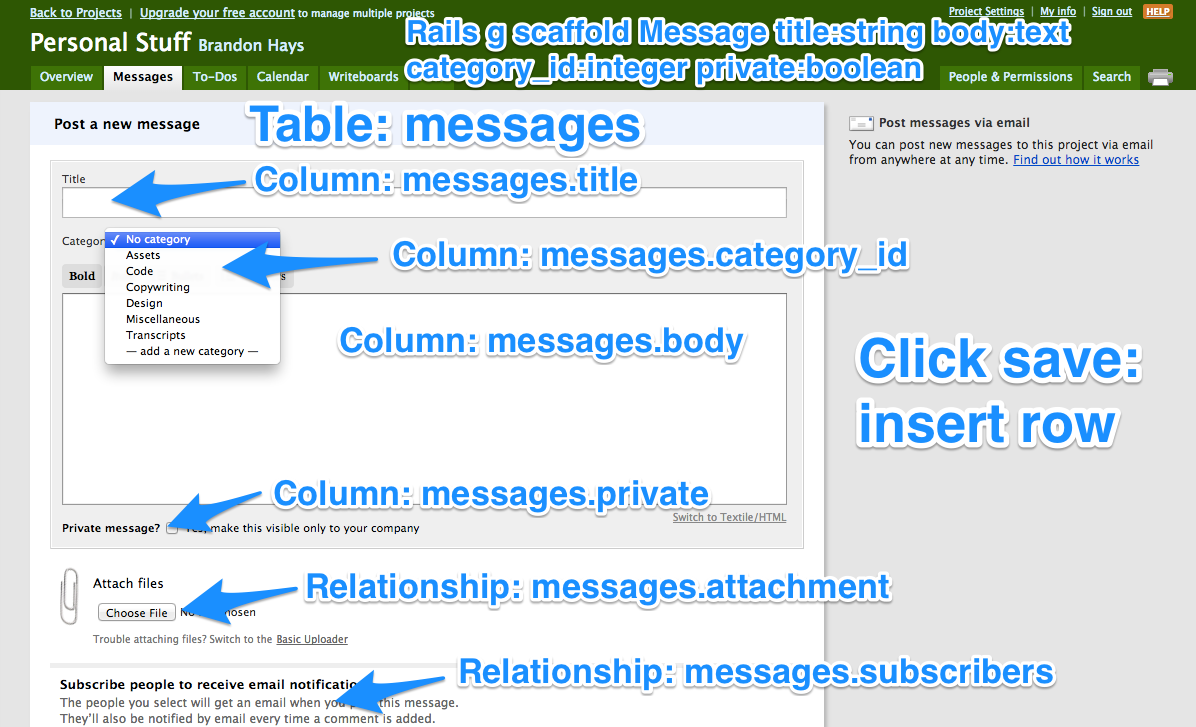 Back to Projects | Upgrade your free account to manage multiple projects
Project Settings | My info | Sign out HELP
Personal Stuff Brandon Hays
Rails g scaffold Message title:string body:text
category_id:integer private:boolean
Overview Messages To-Dos Calendar Writeboards
People & Permissions Search
Post a new message
Table: messages
Post messages via email
You can post new messages to this project via email
from anywhere at any time. Find out how it works
Title
Column: messages.title
✓ No category
Assets
Code
Copywriting
Design
Miscellaneous
Transcripts
— add a new category —
Column: messages.category_id
Bold
Column: messages.body
Click save:
insert row
Column: messages.private
Switch to Textile/HTML
Private message? Yes, make this visible only to your company
Attach files
Relationship: messages.attachment
Choose File
Trouble attaching files? Switch to the Basic Uploader
Relationship: messages.subscribers
Subscribe people to receive email
The people you select will get an email when you this message.
They'll also be notified by email every time a comment is added.